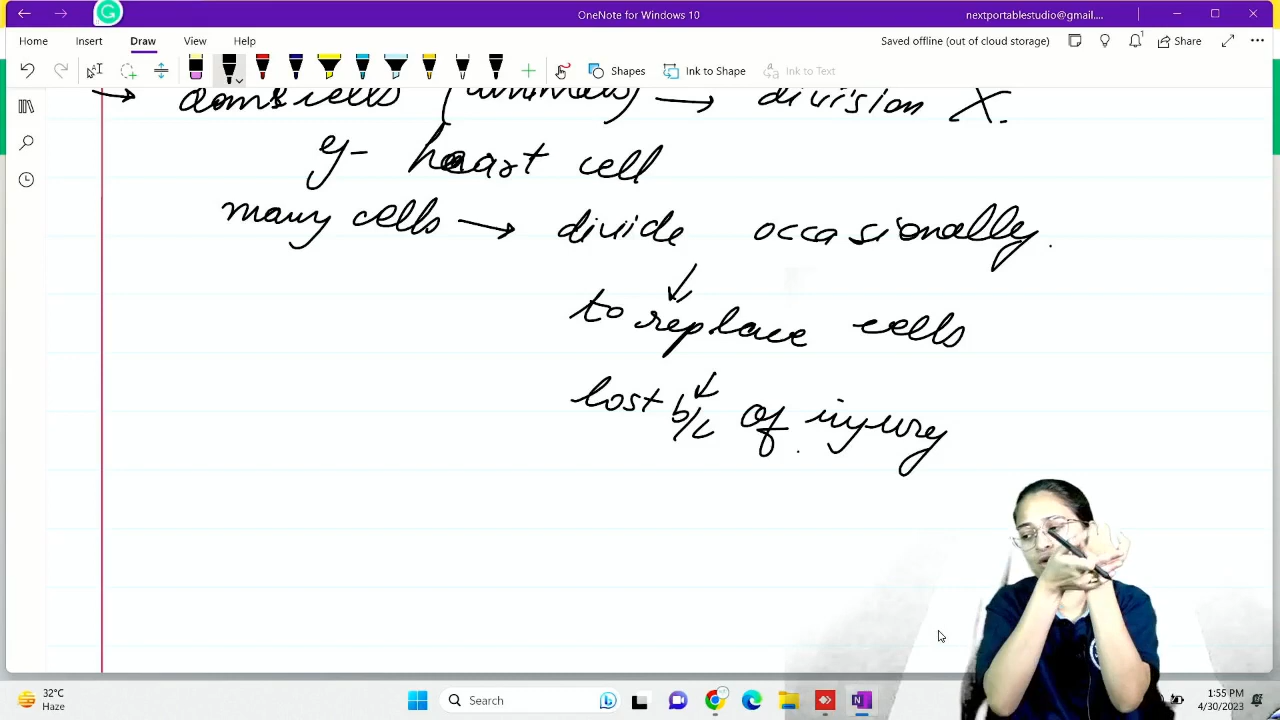 OneNote for Windows 10
nextportablestudio@gmail....
Home Insert Draw View Help
Saved offline (out of cloud storage)
Share
Shapes
Ink to Shape
Ink to Text
→ cells → division X.
eg- heart cell
many cells → divide occasionally.
↓
to replace cells
↓
lost b/c of injury
32°C
Haze
Search
1:55 PM
4/30/2023